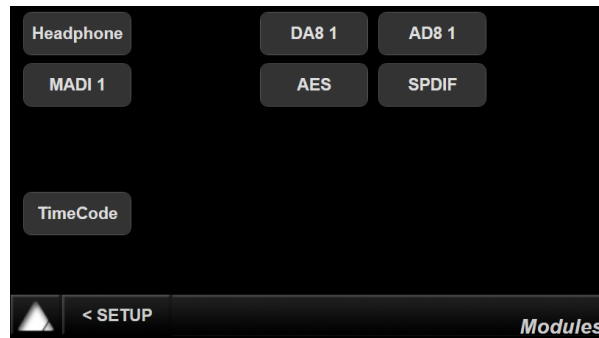 Headphone DA8 1 AD8 1
MADI 1 AES SPDIF
TimeCode
< SETUP
Modules